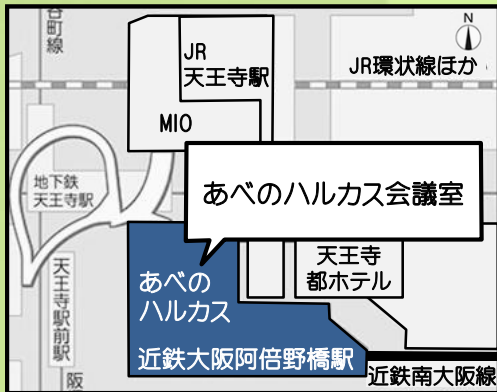 谷町線
N
JR
天王寺駅
JR環状線ほか
MIO
地下鉄
天王寺駅
あべのハルカス会議室
天王寺
都ホテル
天王寺駅前駅
あべの
ハルカス
近鉄大阪阿倍野橋駅
近鉄南大阪線
阪